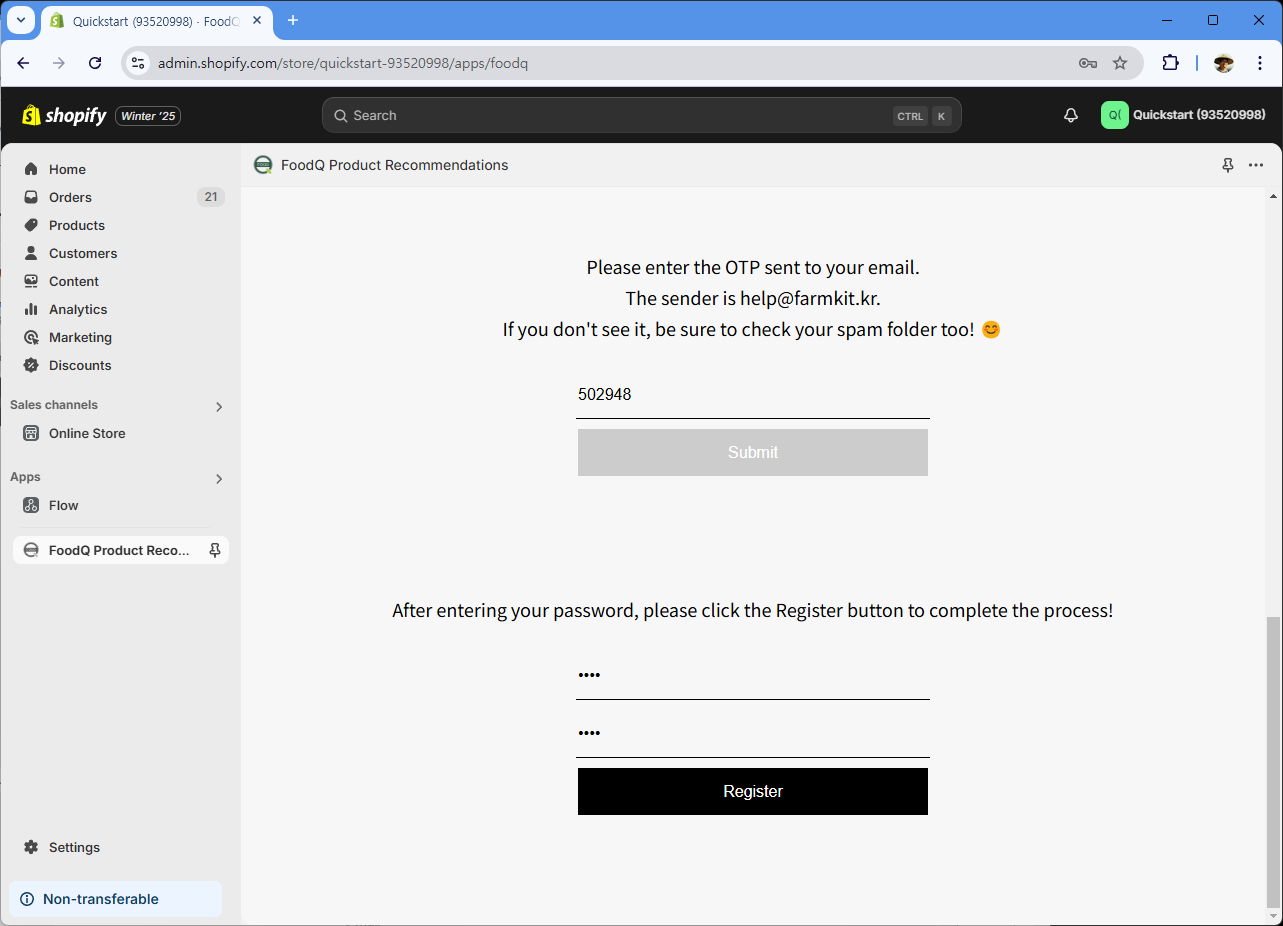 Quickstart (93520998) · FoodQ
admin.shopify.com/store/quickstart-93520998/apps/foodq
shopify
Winter '25
Search
CTRL K
Quickstart (93520998)
Home
Orders 21
Products
Customers
Content
Analytics
Marketing
Discounts
Sales channels
Online Store
Apps
Flow
FoodQ Product Reco...
Settings
Non-transferable
FoodQ Product Recommendations
Please enter the OTP sent to your email.
The sender is help@farmkit.kr.
If you don't see it, be sure to check your spam folder too! 😊
502948
Submit
After entering your password, please click the Register button to complete the process!
••••
••••
Register